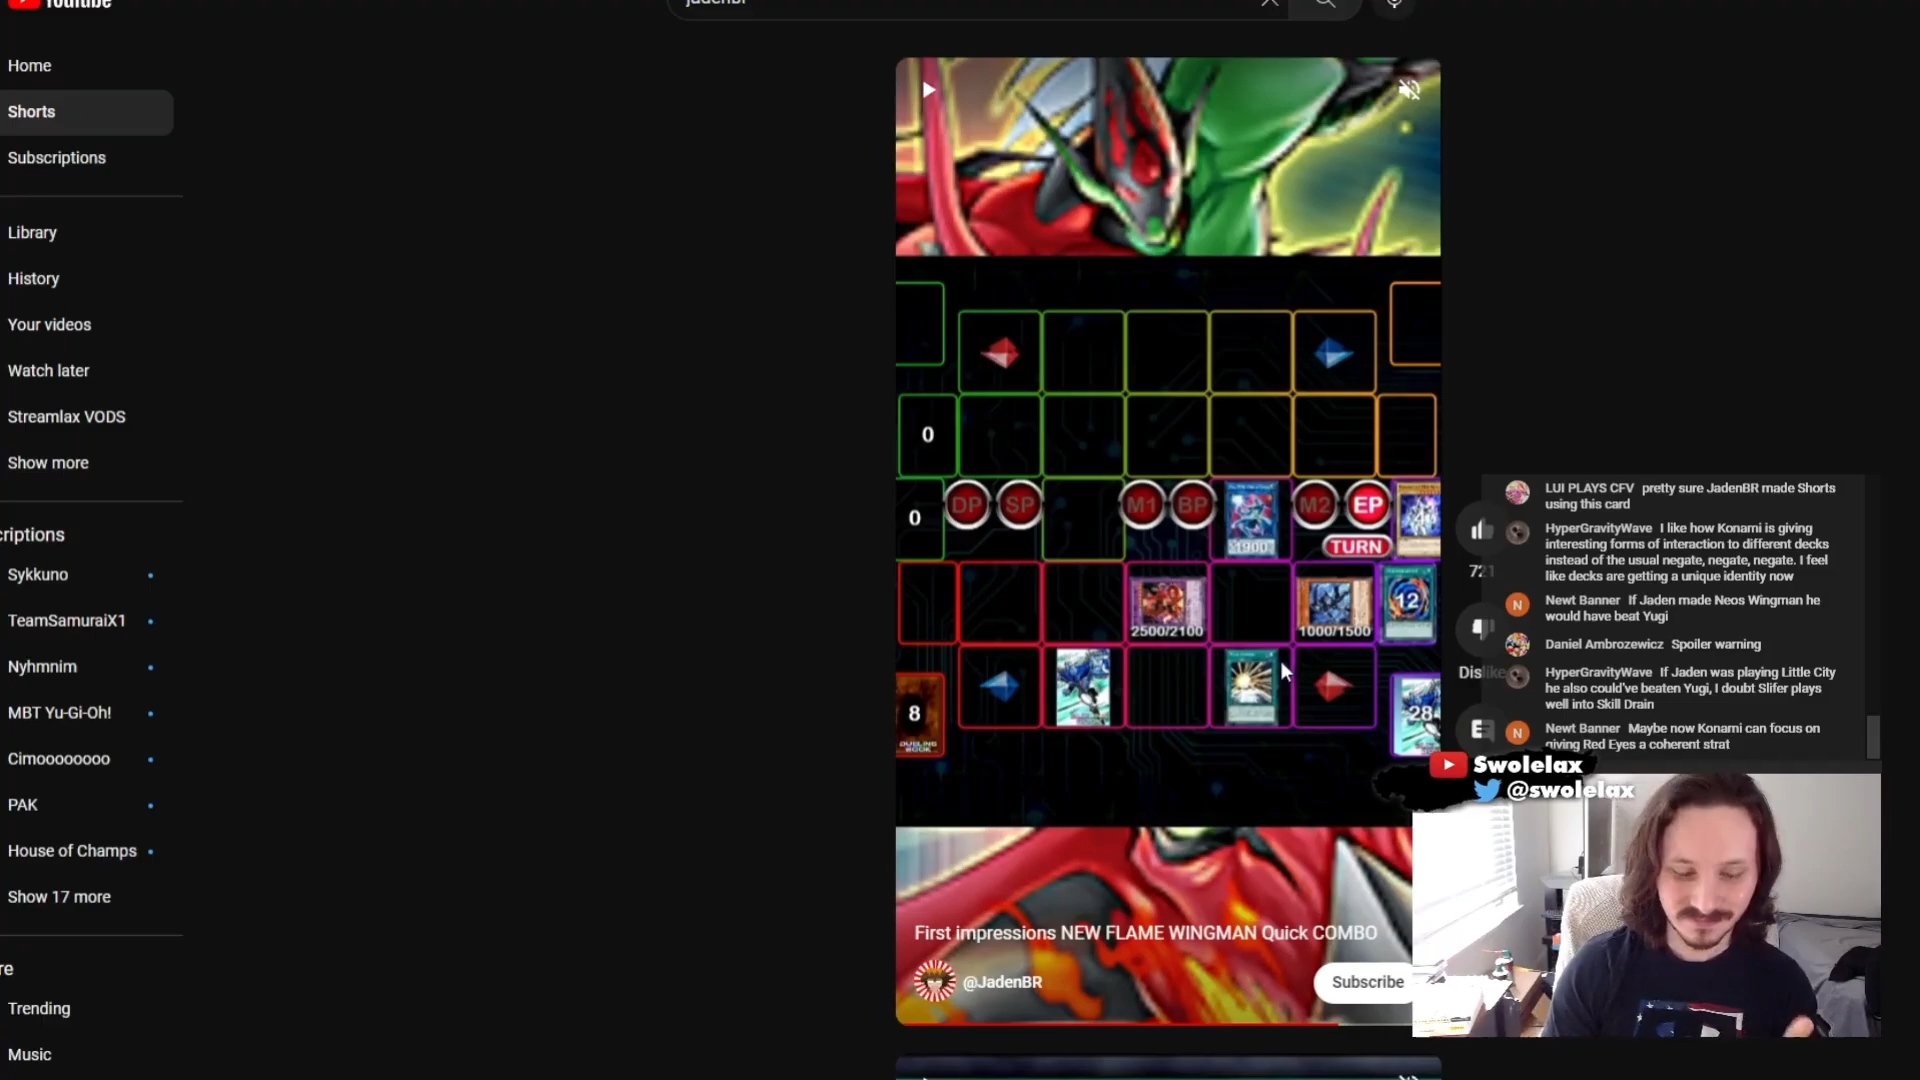 YouTube
jadenbr
Home
Shorts
Subscriptions
Library
History
Your videos
Watch later
Streamlax VODS
Show more
criptions
Sykkuno
TeamSamuraiX1
Nyhmnim
MBT Yu-Gi-Oh!
Cimoooooooo
PAK
House of Champs
Show 17 more
re
Trending
Music
0
0
DP
SP
M1
BP
M2
EP
TURN
2500/2100
1000/1500
12
8
28
First impressions NEW FLAME WINGMAN Quick COMBO
@JadenBR
Subscribe
721
Dislike
LUI PLAYS CFV pretty sure JadenBR made Shorts
using this card
HyperGravityWave I like how Konami is giving
interesting forms of interaction to different decks
instead of the usual negate, negate, negate. I feel
like decks are getting a unique identity now
N
Newt Banner If Jaden made Neos Wingman he
would have beat Yugi
Daniel Ambrozewicz Spoiler warning
HyperGravityWave If Jaden was playing Little City
he also could've beaten Yugi, I doubt Slifer plays
well into Skill Drain
N
Newt Banner Maybe now Konami can focus on
giving Red Eyes a coherent strat
Swolelax
@swolelax